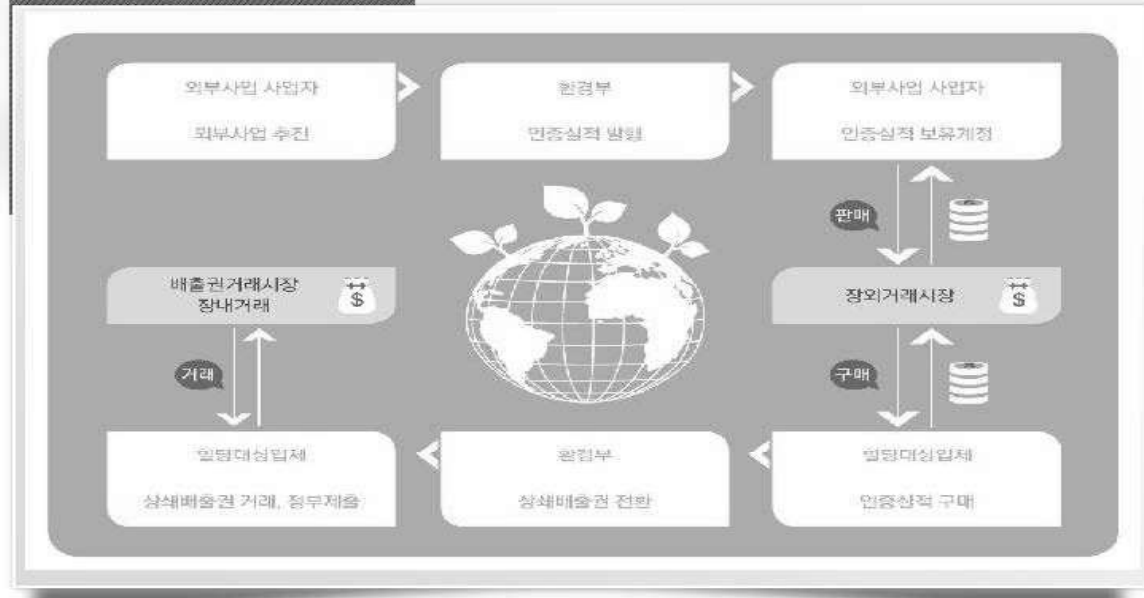 외부사업 사업자
외부사업 추진
환경부
인증실적 발행
외부사업 사업자
인증실적 보유계정
판매
배출권거래시장
장내거래
장외거래시장
거래
구매
할당대상업체
상쇄배출권 거래, 정부제출
환경부
상쇄배출권 전환
할당대상업체
인증실적 구매